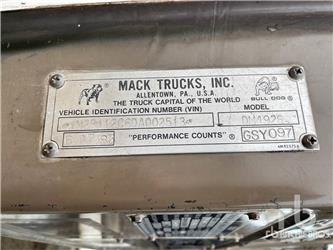 MACK TRUCKS, INC.
ALLENTOWN, PA., U.S.A.
THE TRUCK CAPITAL OF THE WORLD
BULL DOG®
VEHICLE IDENTIFICATION NUMBER (VIN)
MODEL
"PERFORMANCE COUNTS"®
GSY097